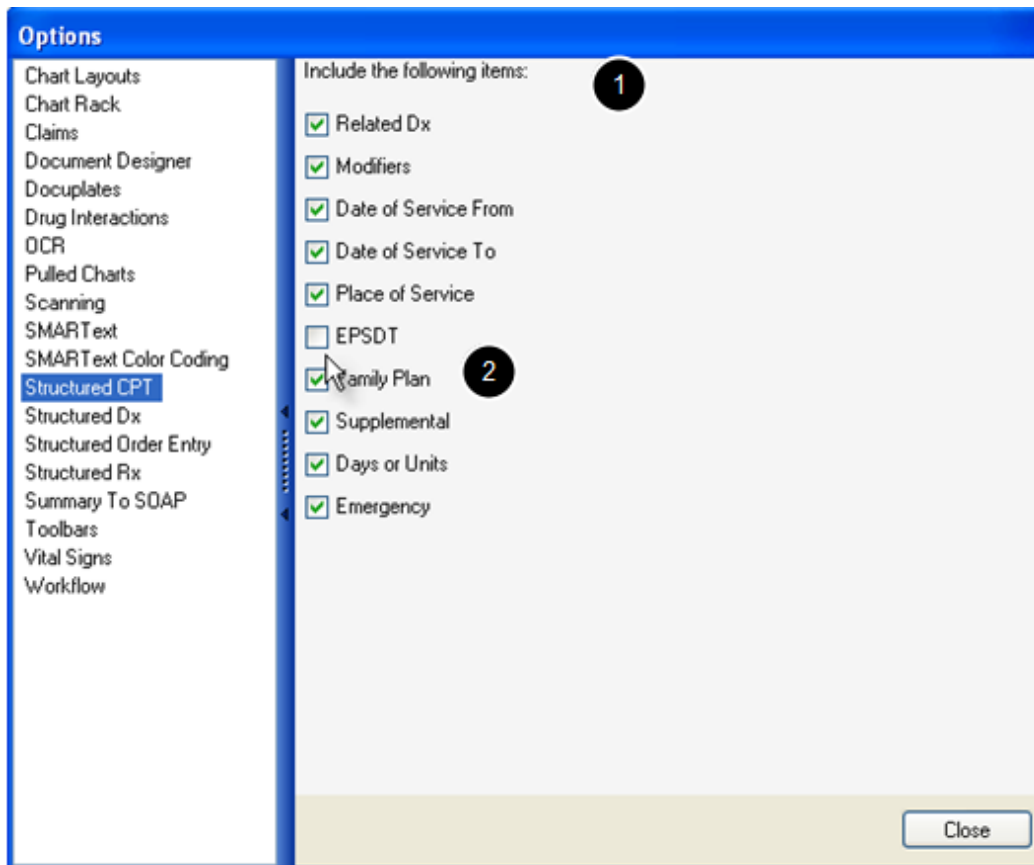 Options
Chart Layouts
Chart Rack
Claims
Document Designer
Docuplates
Drug Interactions
OCR
Pulled Charts
Scanning
SMARText
SMARText Color Coding
Structured CPT
Structured Dx
Structured Order Entry
Structured Rx
Summary To SOAP
Toolbars
Vital Signs
Workflow
Include the following items:
1
Related Dx
Modifiers
Date of Service From
Date of Service To
Place of Service
EPSDT
Family Plan
2
Supplemental
Days or Units
Emergency
Close